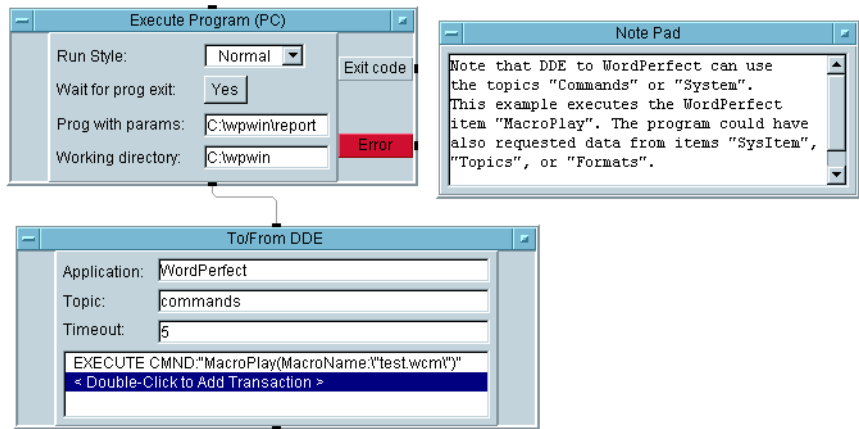 Execute Program (PC)
Run Style: Normal
Wait for prog exit: Yes
Prog with params: C:\wpwin\report
Working directory: C:\wpwin
Exit code
Error
Note Pad
Note that DDE to WordPerfect can use
the topics "Commands" or "System".
This example executes the WordPerfect
item "MacroPlay". The program could have
also requested data from items "SysItem",
"Topics", or "Formats".
To/From DDE
Application: WordPerfect
Topic: commands
Timeout: 5
EXECUTE CMND:"MacroPlay(MacroName:\"test.wcm\")"
< Double-Click to Add Transaction >